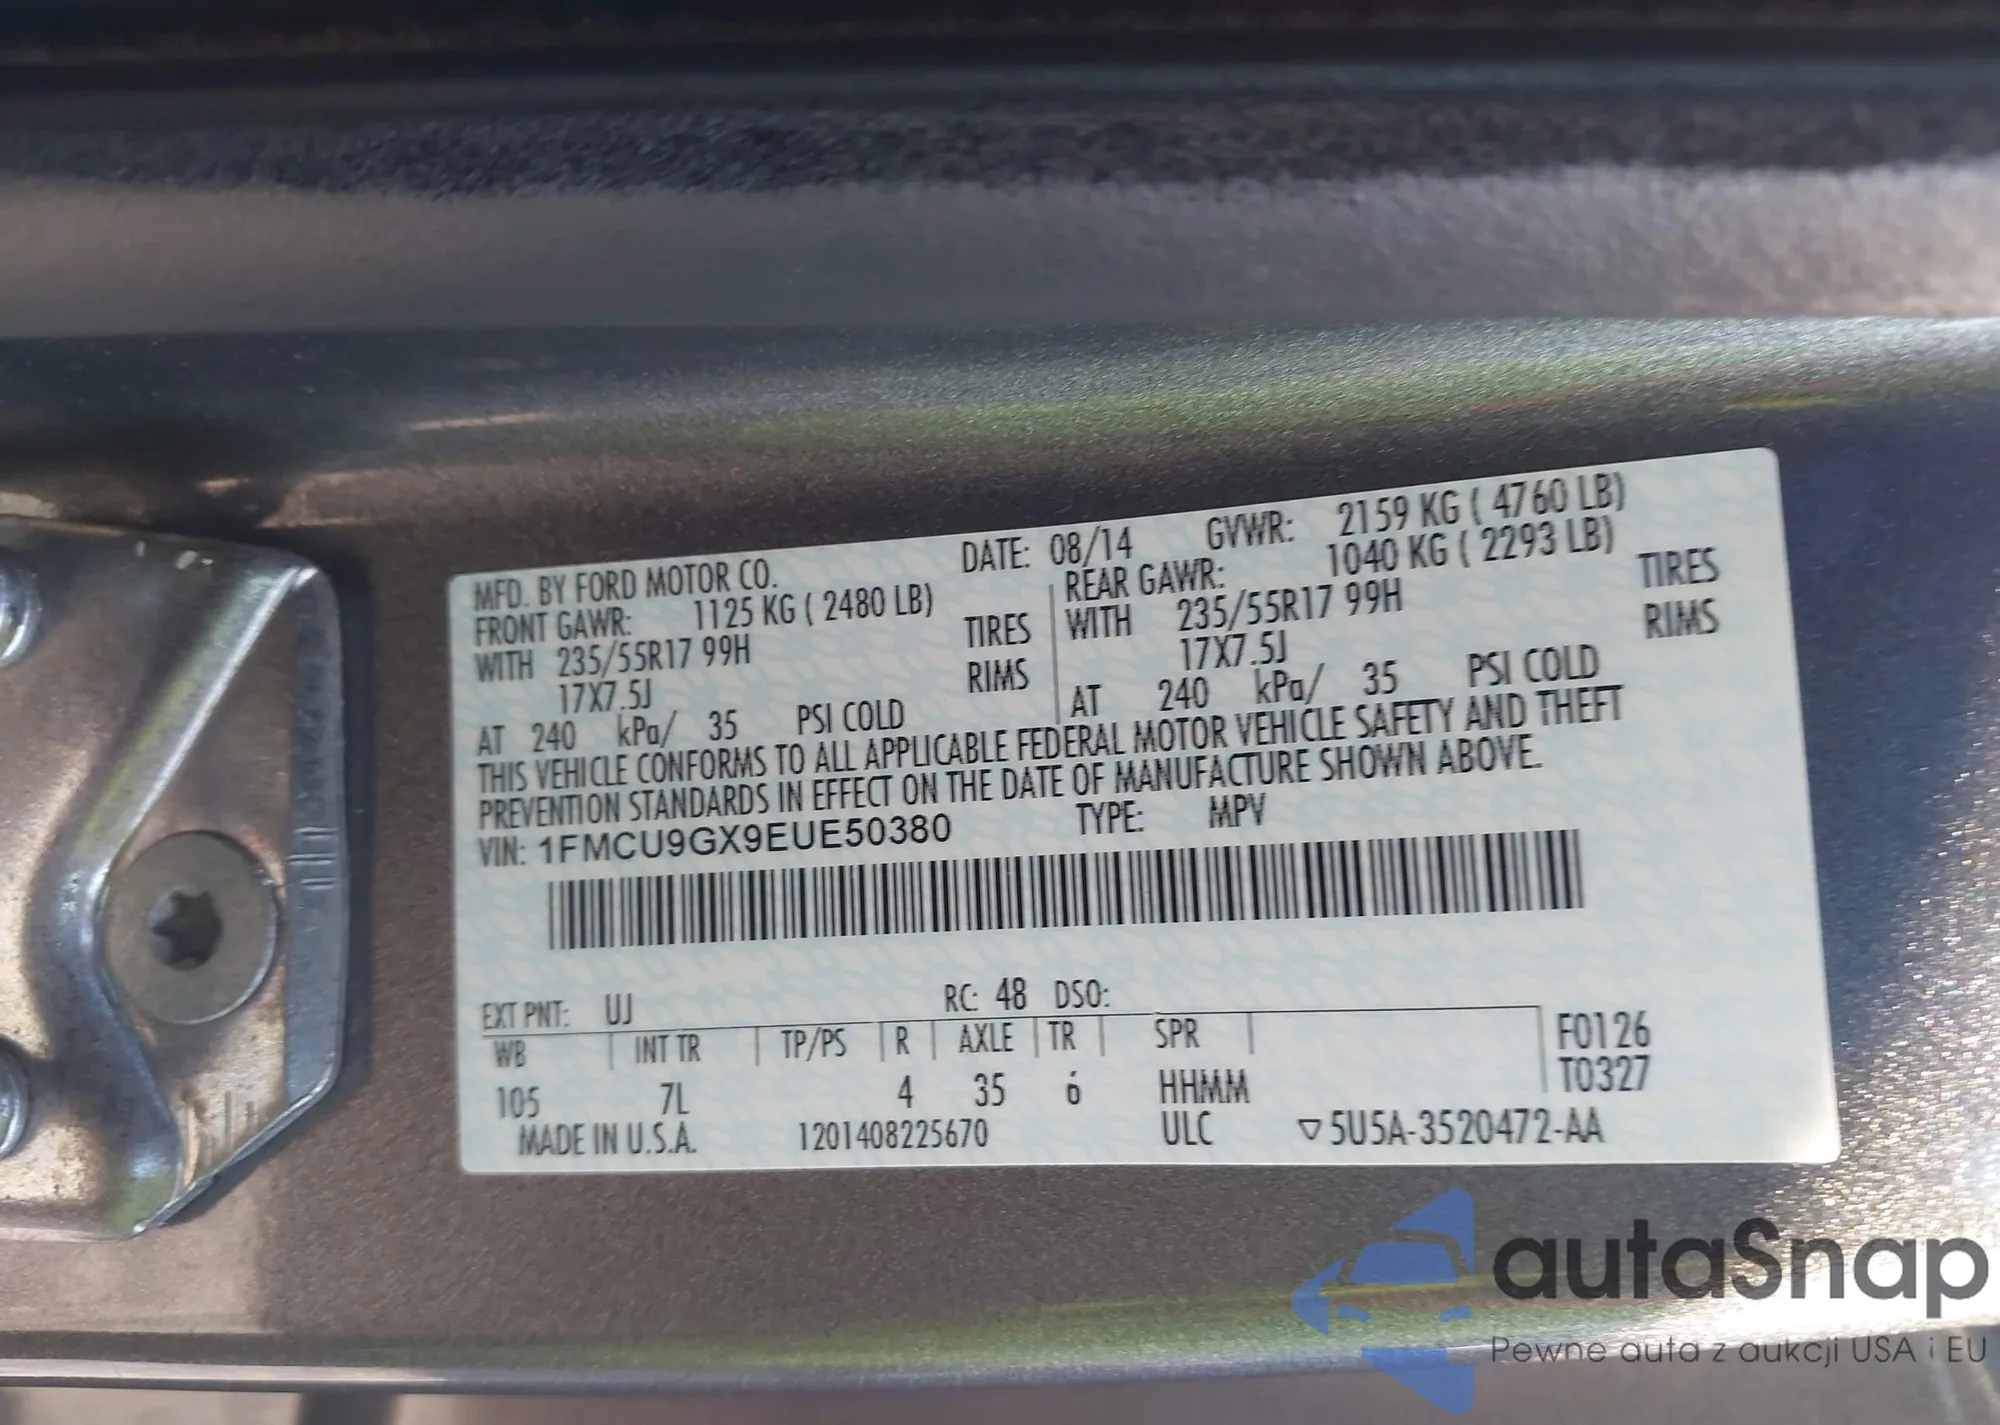 MFD. BY FORD MOTOR CO. DATE: 08/14 GVWR: 2159 KG ( 4760 LB)
FRONT GAWR: 1125 KG ( 2480 LB) REAR GAWR: 1040 KG ( 2293 LB)
WITH 235/55R17 99H TIRES WITH 235/55R17 99H TIRES
17X7.5J RIMS 17X7.5J RIMS
AT 240 kPa/ 35 PSI COLD AT 240 kPa/ 35 PSI COLD
THIS VEHICLE CONFORMS TO ALL APPLICABLE FEDERAL MOTOR VEHICLE SAFETY AND THEFT
PREVENTION STANDARDS IN EFFECT ON THE DATE OF MANUFACTURE SHOWN ABOVE.
VIN: 1FMCU9GX9EUE50380 TYPE: MPV
EXT PNT: UJ RC: 48 DSO:
WB INT TR TP/PS R AXLE TR SPR F0126
105 7L 4 35 6 HHMM T0327
MADE IN U.S.A. 1201408225670 ULC ▽5U5A-3520472-AA
autaSnap
Pewne auta z aukcji USA i EU